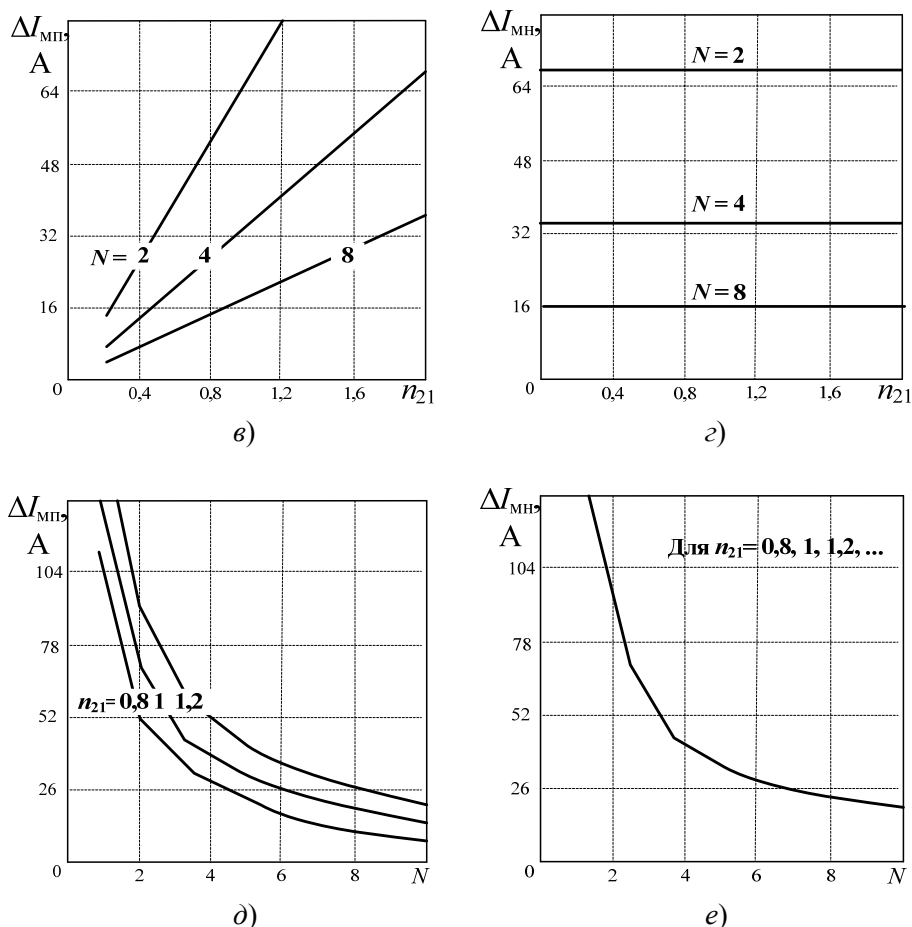 ΔIмп,
А
64
48
32
16
0
0,4
0,8
1,2
1,6
n21
N = 2
4
8
в)
ΔIмн,
А
64
48
32
16
0
0,4
0,8
1,2
1,6
n21
N = 2
N = 4
N = 8
г)
ΔIмп,
А
104
78
52
26
0
2
4
6
8
N
n21= 0,8 1 1,2
д)
ΔIмн,
А
104
78
52
26
0
2
4
6
8
N
Для n21= 0,8, 1, 1,2, ...
е)